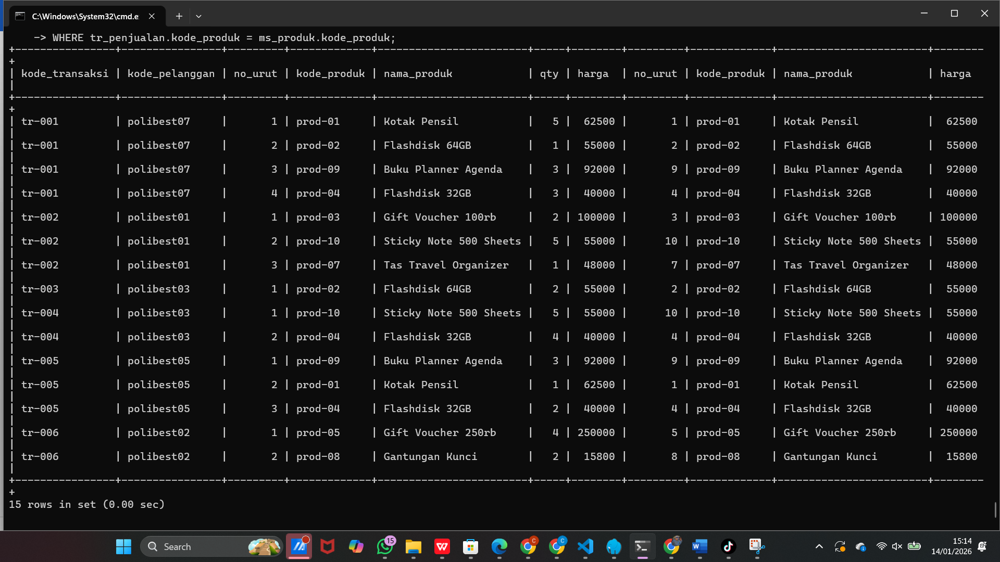 C:\Windows\System32\cmd.e
    -> WHERE tr_penjualan.kode_produk = ms_produk.kode_produk;
+----------------+----------------+---------+-------------+------------------------+-----+--------+---------+-------------+------------------------+--------
+
| kode_transaksi | kode_pelanggan | no_urut | kode_produk | nama_produk            | qty | harga  | no_urut | kode_produk | nama_produk            | harga
|
+----------------+----------------+---------+-------------+------------------------+-----+--------+---------+-------------+------------------------+--------
+
| tr-001         | polibest07     |       1 | prod-01     | Kotak Pensil           |   5 |  62500 |       1 | prod-01     | Kotak Pensil           |  62500
|
| tr-001         | polibest07     |       2 | prod-02     | Flashdisk 64GB         |   1 |  55000 |       2 | prod-02     | Flashdisk 64GB         |  55000
|
| tr-001         | polibest07     |       3 | prod-09     | Buku Planner Agenda    |   3 |  92000 |       9 | prod-09     | Buku Planner Agenda    |  92000
|
| tr-001         | polibest07     |       4 | prod-04     | Flashdisk 32GB         |   3 |  40000 |       4 | prod-04     | Flashdisk 32GB         |  40000
|
| tr-002         | polibest01     |       1 | prod-03     | Gift Voucher 100rb     |   2 | 100000 |       3 | prod-03     | Gift Voucher 100rb     | 100000
|
| tr-002         | polibest01     |       2 | prod-10     | Sticky Note 500 Sheets |   5 |  55000 |      10 | prod-10     | Sticky Note 500 Sheets |  55000
|
| tr-002         | polibest01     |       3 | prod-07     | Tas Travel Organizer   |   1 |  48000 |       7 | prod-07     | Tas Travel Organizer   |  48000
|
| tr-003         | polibest03     |       1 | prod-02     | Flashdisk 64GB         |   2 |  55000 |       2 | prod-02     | Flashdisk 64GB         |  55000
|
| tr-004         | polibest03     |       1 | prod-10     | Sticky Note 500 Sheets |   5 |  55000 |      10 | prod-10     | Sticky Note 500 Sheets |  55000
|
| tr-004         | polibest03     |       2 | prod-04     | Flashdisk 32GB         |   4 |  40000 |       4 | prod-04     | Flashdisk 32GB         |  40000
|
| tr-005         | polibest05     |       1 | prod-09     | Buku Planner Agenda    |   3 |  92000 |       9 | prod-09     | Buku Planner Agenda    |  92000
|
| tr-005         | polibest05     |       2 | prod-01     | Kotak Pensil           |   1 |  62500 |       1 | prod-01     | Kotak Pensil           |  62500
|
| tr-005         | polibest05     |       3 | prod-04     | Flashdisk 32GB         |   2 |  40000 |       4 | prod-04     | Flashdisk 32GB         |  40000
|
| tr-006         | polibest02     |       1 | prod-05     | Gift Voucher 250rb     |   4 | 250000 |       5 | prod-05     | Gift Voucher 250rb     | 250000
|
| tr-006         | polibest02     |       2 | prod-08     | Gantungan Kunci        |   2 |  15800 |       8 | prod-08     | Gantungan Kunci        |  15800
|
+----------------+----------------+---------+-------------+------------------------+-----+--------+---------+-------------+------------------------+--------
+
15 rows in set (0.00 sec)
Search
15
C
C
15:14
14/01/2026